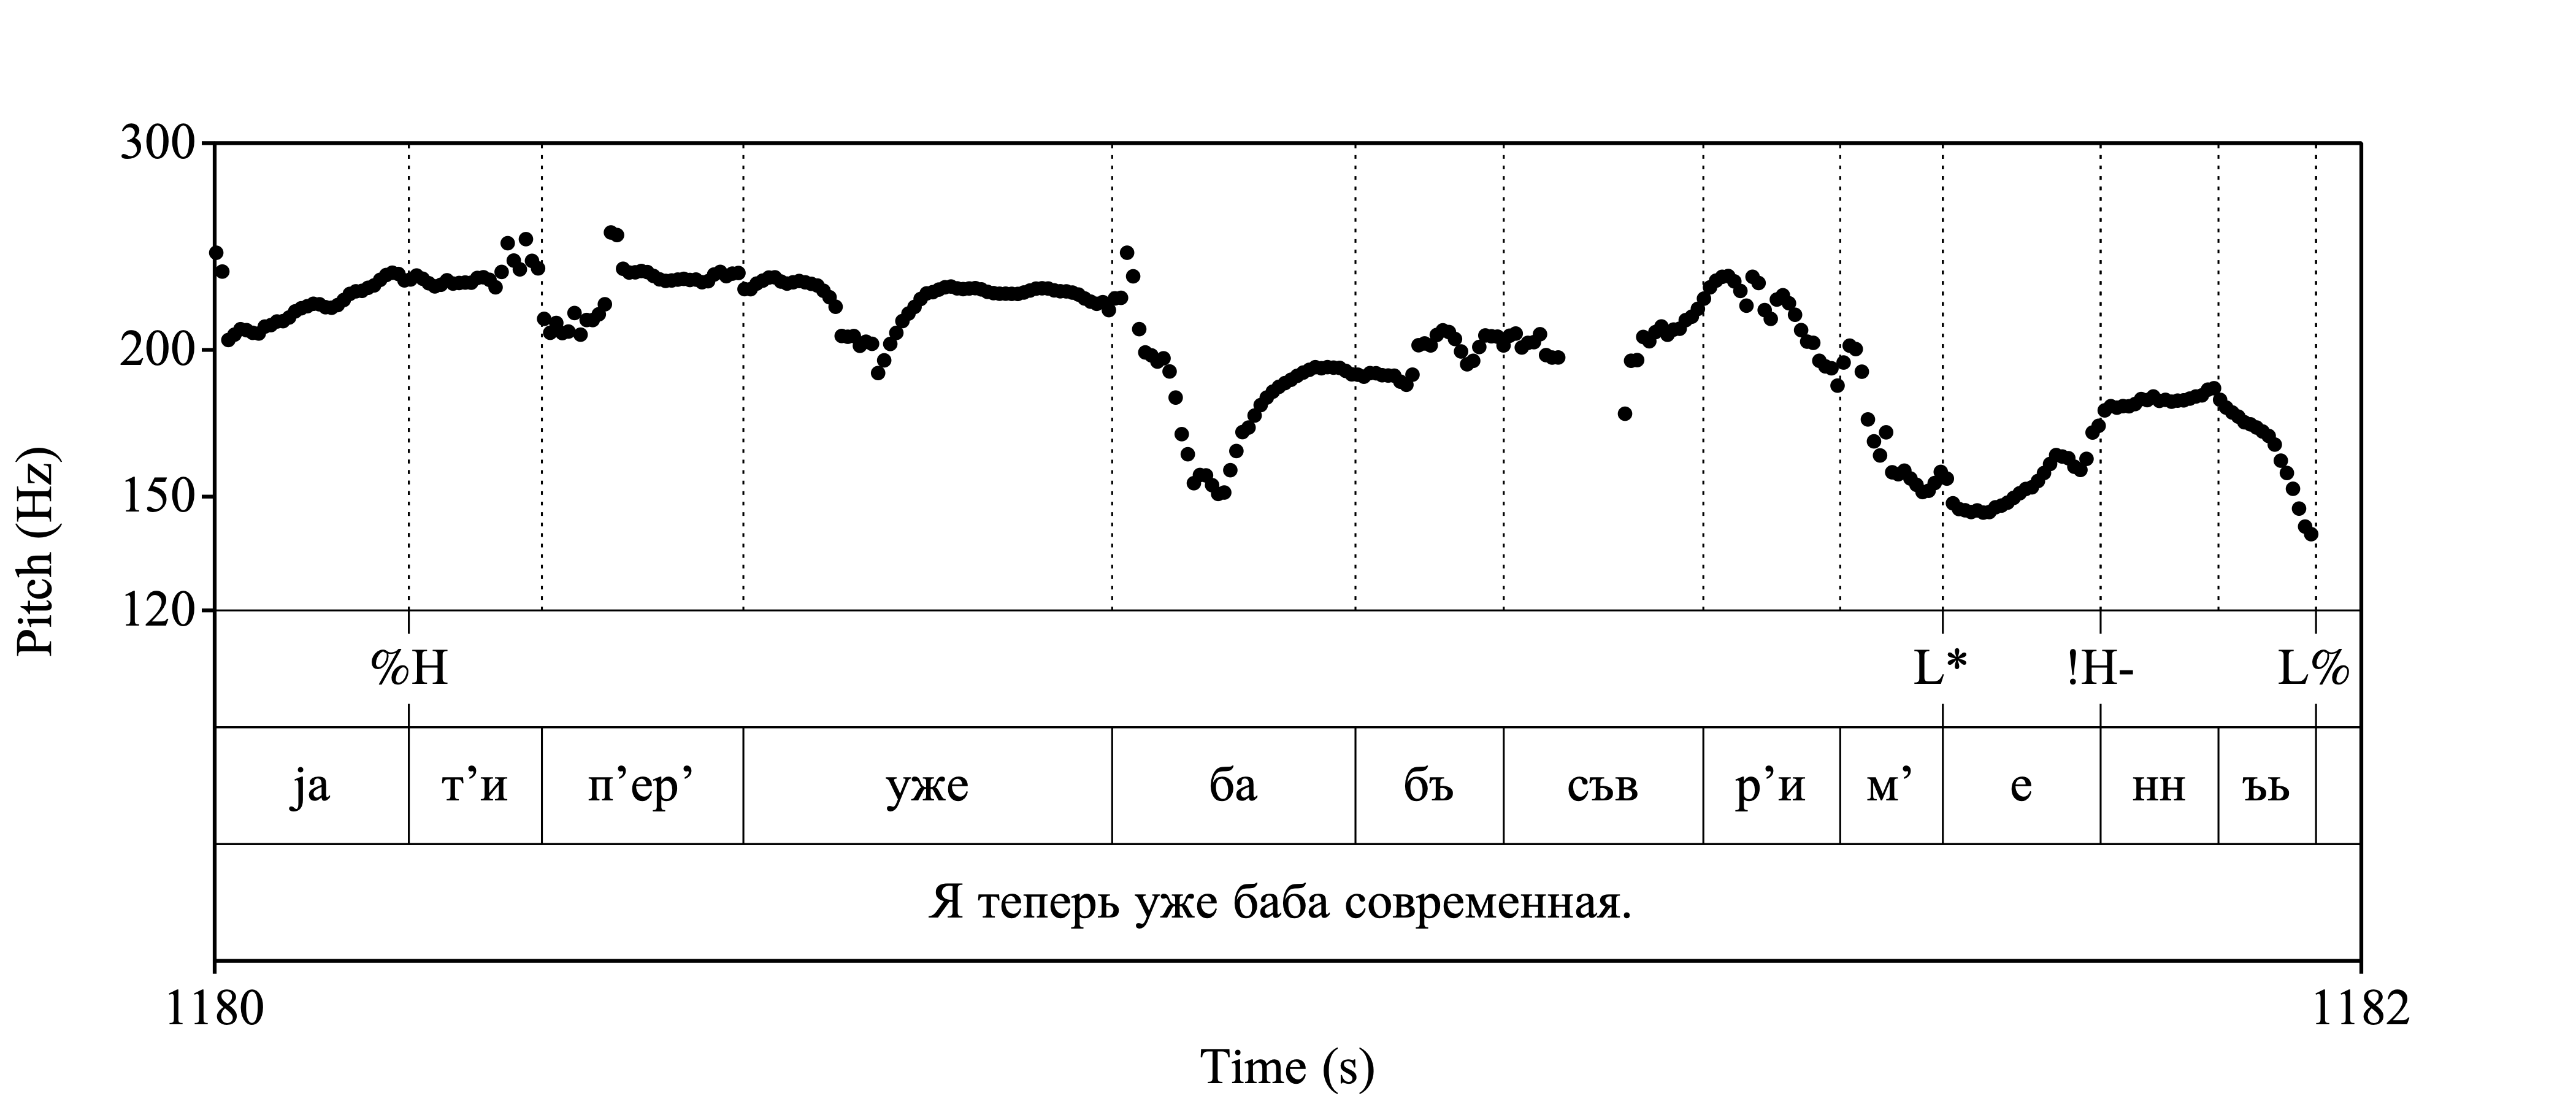 300
200
150
120
Pitch (Hz)
%H L* !H- L%
ја т’и п’ер’ уже ба бъ съв р’и м’ е нн ъь
Я теперь уже баба современная.
1180 1182
Time (s)